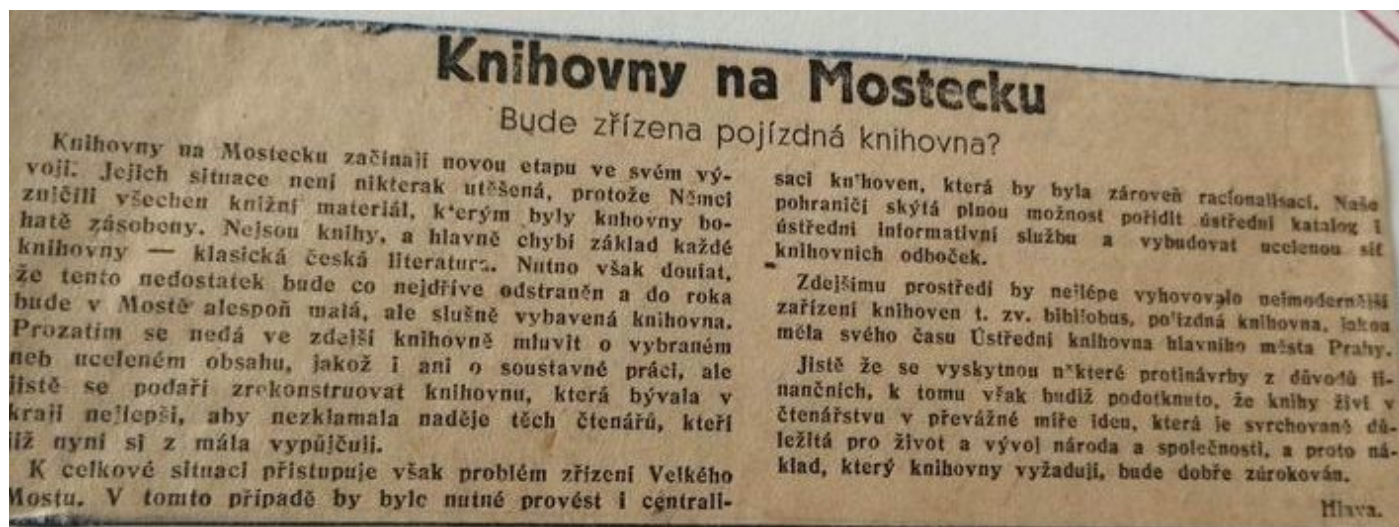 Knihovny na Mostecku
Bude zřízena pojízdná knihovna?
Knihovny na Mostecku začínají novou etapu ve svém vý-
voji. Jejich situace není nikterak utěšená, protože Němci
zničili všechen knižní materiál, k'erým byly knhovny bo-
hatě zásobeny. Nejsou knihy, a hlavně chybí základ každé
knihovny — klasická česká literatura. Nutno však doufat,
že tento nedostatek bude co nejdříve odstraněn a do roka
bude v Mostě alespoň malá, ale slušně vybavená knihovna.
Prozatím se nedá ve zdejší knihovně mluvit o vybraném
neb uceleném obsahu, jakož i ani o soustavné práci, ale
jistě se podaří zrekonstruovat knihovnu, která bývala v
kraji nejlepší, aby nezklamala naděje těch čtenářů, kteří
již nyní si z mála vypůjčují.
K celkové situaci přistupuje však problém zřízení Velkého
Mostu. V tomto případě by bylo nutné provést i centrali-
saci kn'hoven, která by byla zároveň racionalisací. Naše
pohraničí skýtá plnou možnost pořídit ústřední katalog i
ústřední informativní službu a vybudovat ucelenou síť
knihovních odboček.
Zdejšímu prostředí by nejlépe vyhovovalo nejmodernější
zařízení knihoven t. zv. bibliobus, po'ízdná knihovna, jakou
měla svého času Ústřední knihovna hlavního města Prahy.
Jistě že se vyskytnou n'které protinávrhy z důvodů fi-
nančních, k tomu však budiž podotknuto, že knihy živí v
čtenářstvu v převážné míře ideu, která je svrchovaně dů-
ležitá pro život a vývoj národa a společnosti, a proto ná-
klad, který knihovny vyžadují, bude dobře zúrokován.
Hlava.